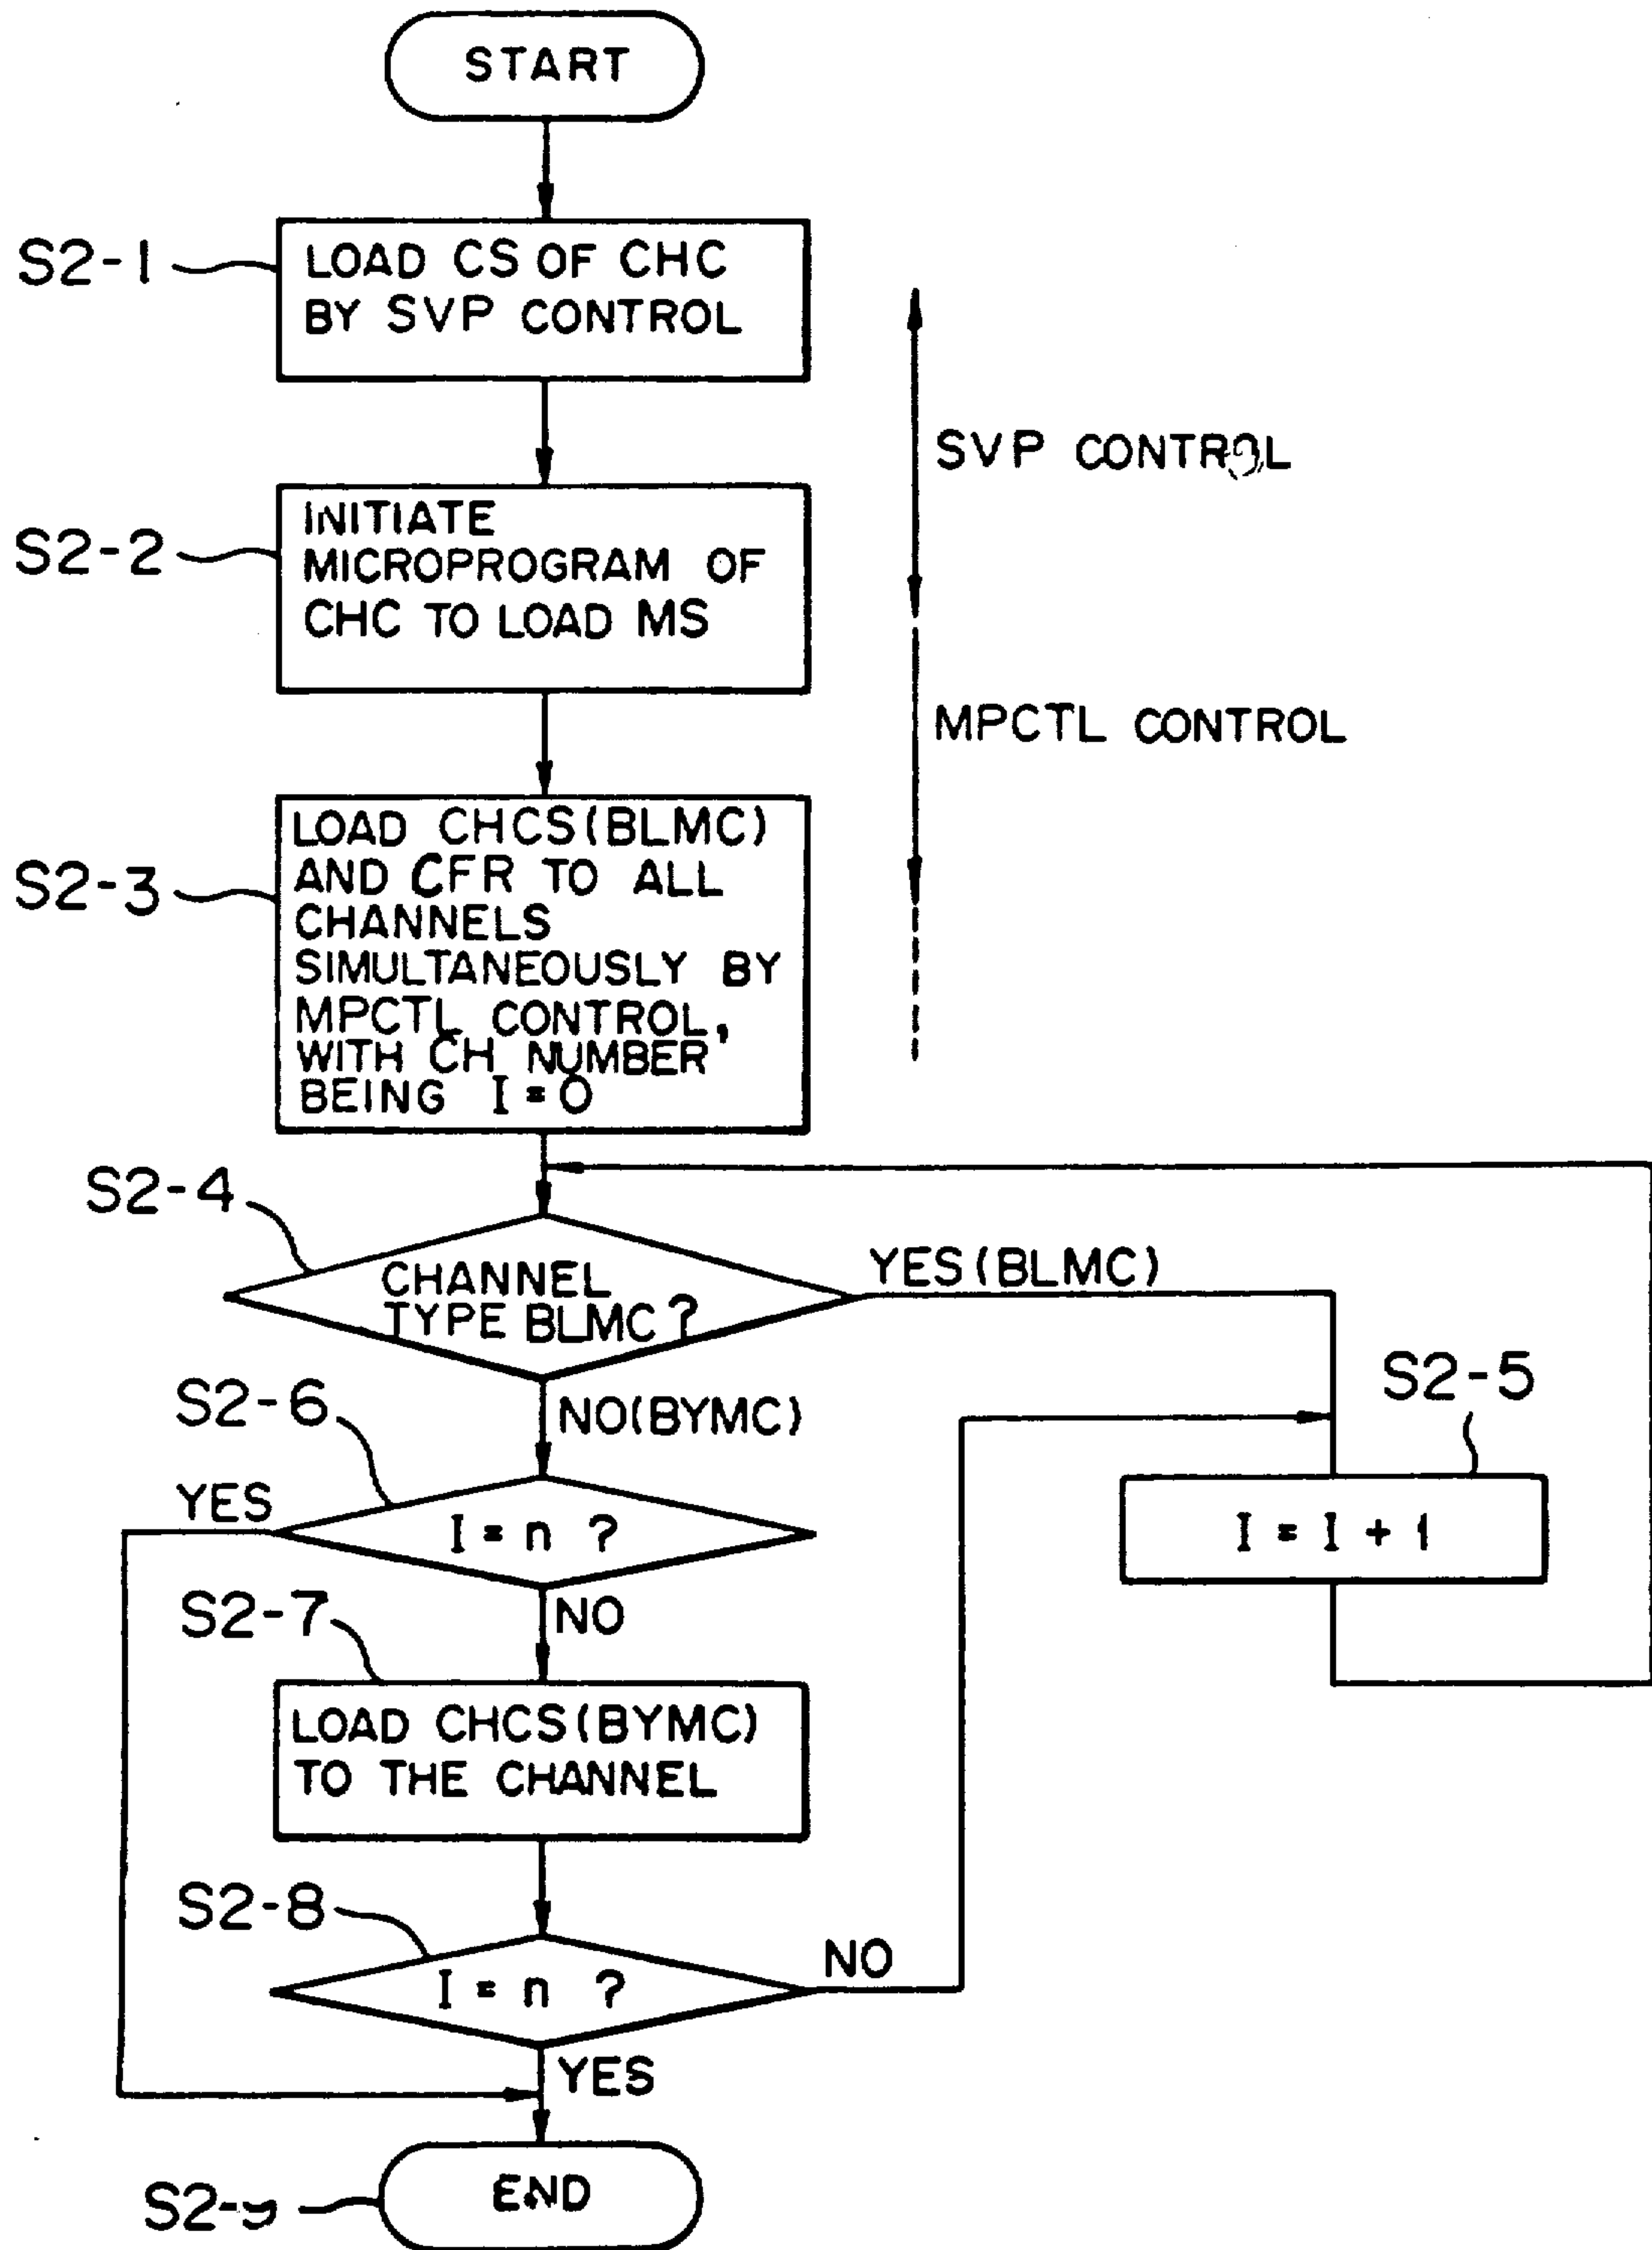 START
S2-1
LOAD CS OF CHC
BY SVP CONTROL
SVP CONTROL
S2-2
INITIATE
MICROPROGRAM OF
CHC TO LOAD MS
MPCTL CONTROL
S2-3
LOAD CHCS(BLMC)
AND CFR TO ALL
CHANNELS
SIMULTANEOUSLY BY
MPCTL CONTROL,
WITH CH NUMBER
BEING I = 0
S2-4
CHANNEL
TYPE BLMC?
YES(BLMC)
S2-5
I = I + 1
NO(BYMC)
S2-6
YES
I = n ?
NO
S2-7
LOAD CHCS(BYMC)
TO THE CHANNEL
S2-8
I = n ?
NO
YES
S2-9
END